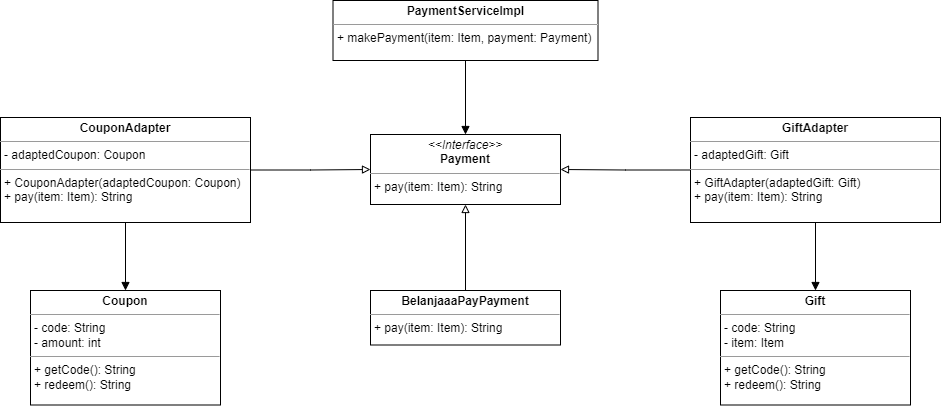 PaymentServiceImpl
+ makePayment(item: Item, payment: Payment)
CouponAdapter
- adaptedCoupon: Coupon
+ CouponAdapter(adaptedCoupon: Coupon)
+ pay(item: Item): String
<<Interface>>
Payment
+ pay(item: Item): String
GiftAdapter
- adaptedGift: Gift
+ GiftAdapter(adaptedGift: Gift)
+ pay(item: Item): String
Coupon
- code: String
- amount: int
+ getCode(): String
+ redeem(): String
BelanjaaaPayPayment
+ pay(item: Item): String
Gift
- code: String
- item: Item
+ getCode(): String
+ redeem(): String